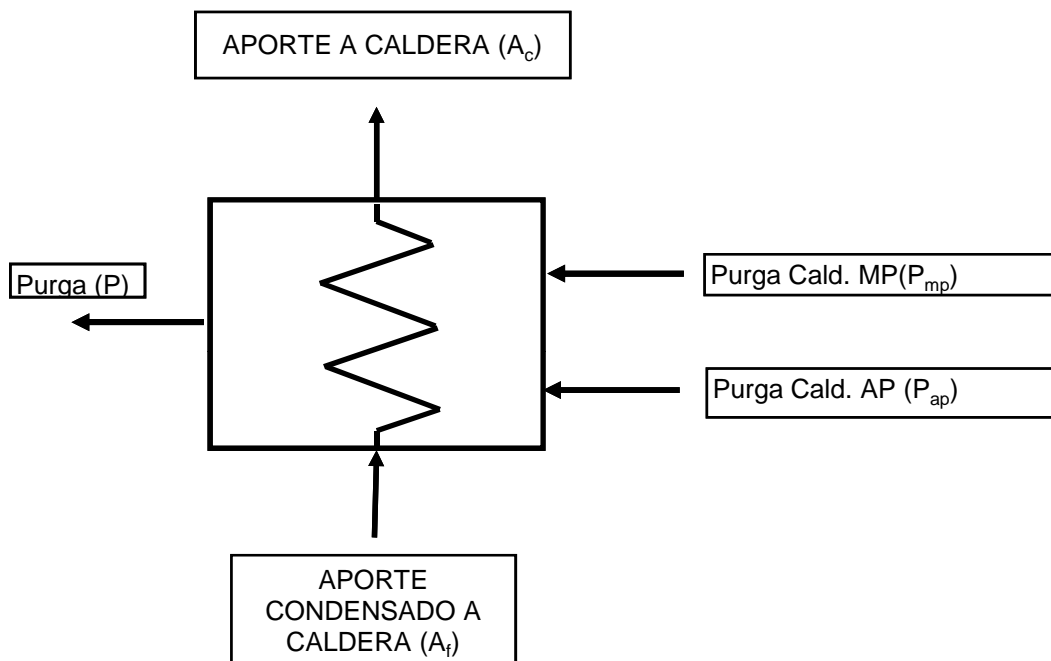 APORTE A CALDERA (Ac)
Purga (P)
Purga Cald. MP(Pmp)
Purga Cald. AP (Pap)
APORTE
CONDENSADO A
CALDERA (Af)